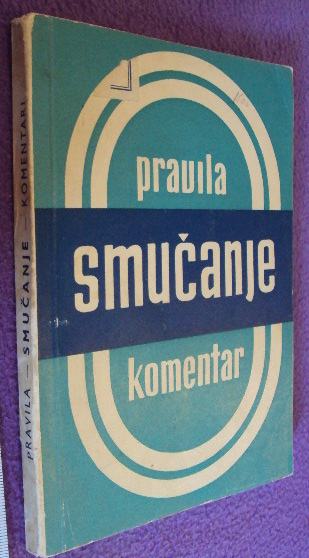 pravila
smučanje
komentar
PRAVILA — SMUČANJE — KOMENTARI